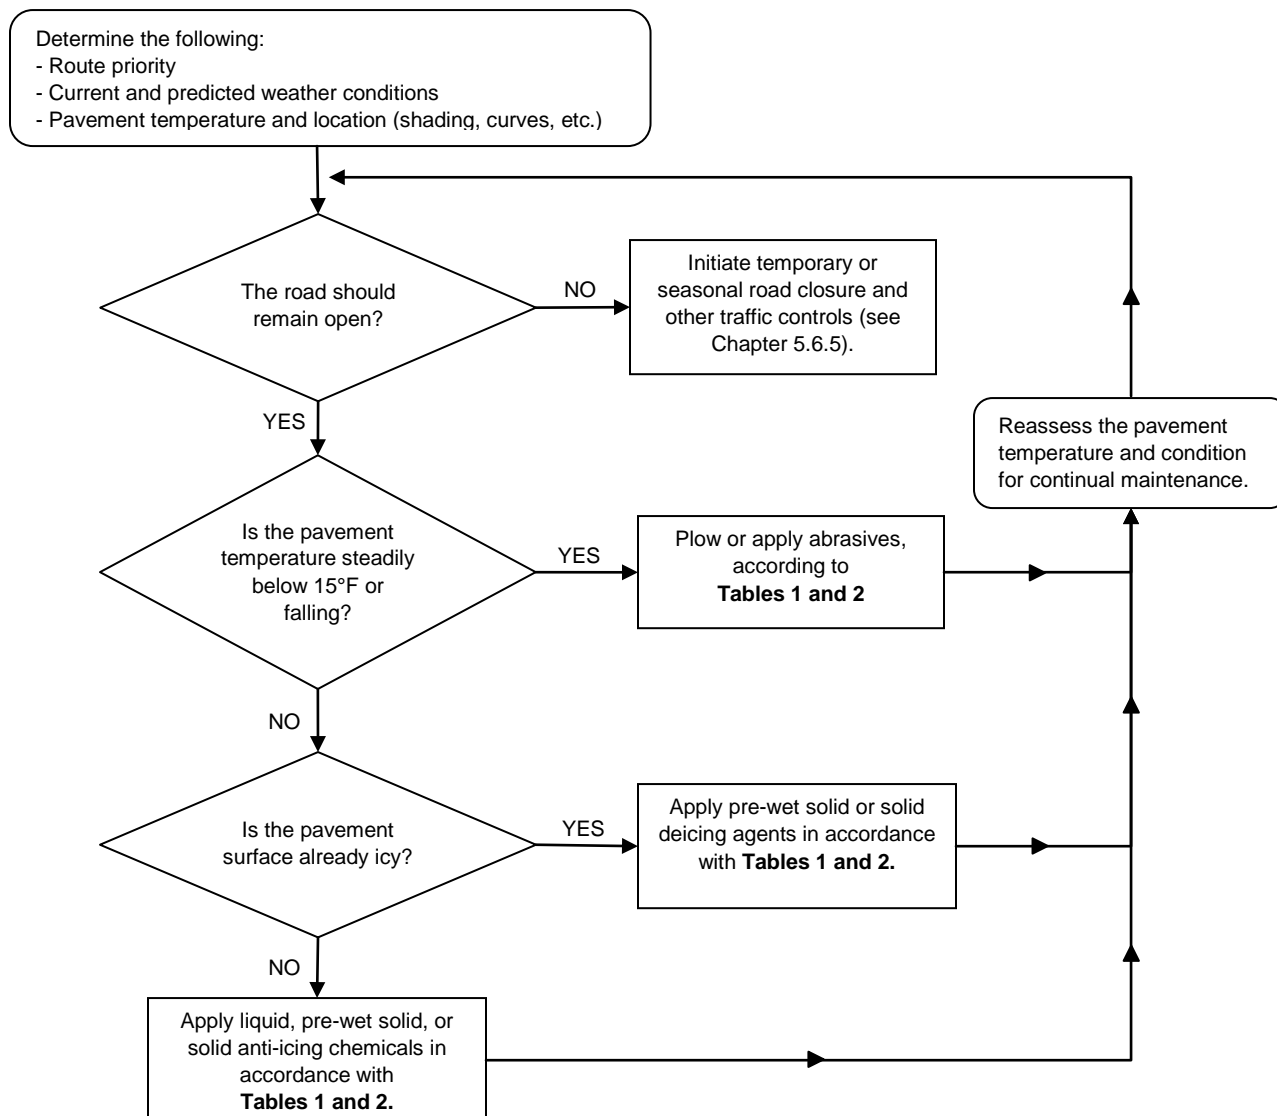 Determine the following:
- Route priority
- Current and predicted weather conditions
- Pavement temperature and location (shading, curves, etc.)
The road should
remain open?
NO
Initiate temporary or
seasonal road closure and
other traffic controls (see
Chapter 5.6.5).
YES
Reassess the pavement
temperature and condition
for continual maintenance.
Is the pavement
temperature steadily
below 15°F or
falling?
YES
Plow or apply abrasives,
according to
Tables 1 and 2
NO
Is the pavement
surface already icy?
YES
Apply pre-wet solid or solid
deicing agents in accordance
with Tables 1 and 2.
NO
Apply liquid, pre-wet solid, or
solid anti-icing chemicals in
accordance with
Tables 1 and 2.